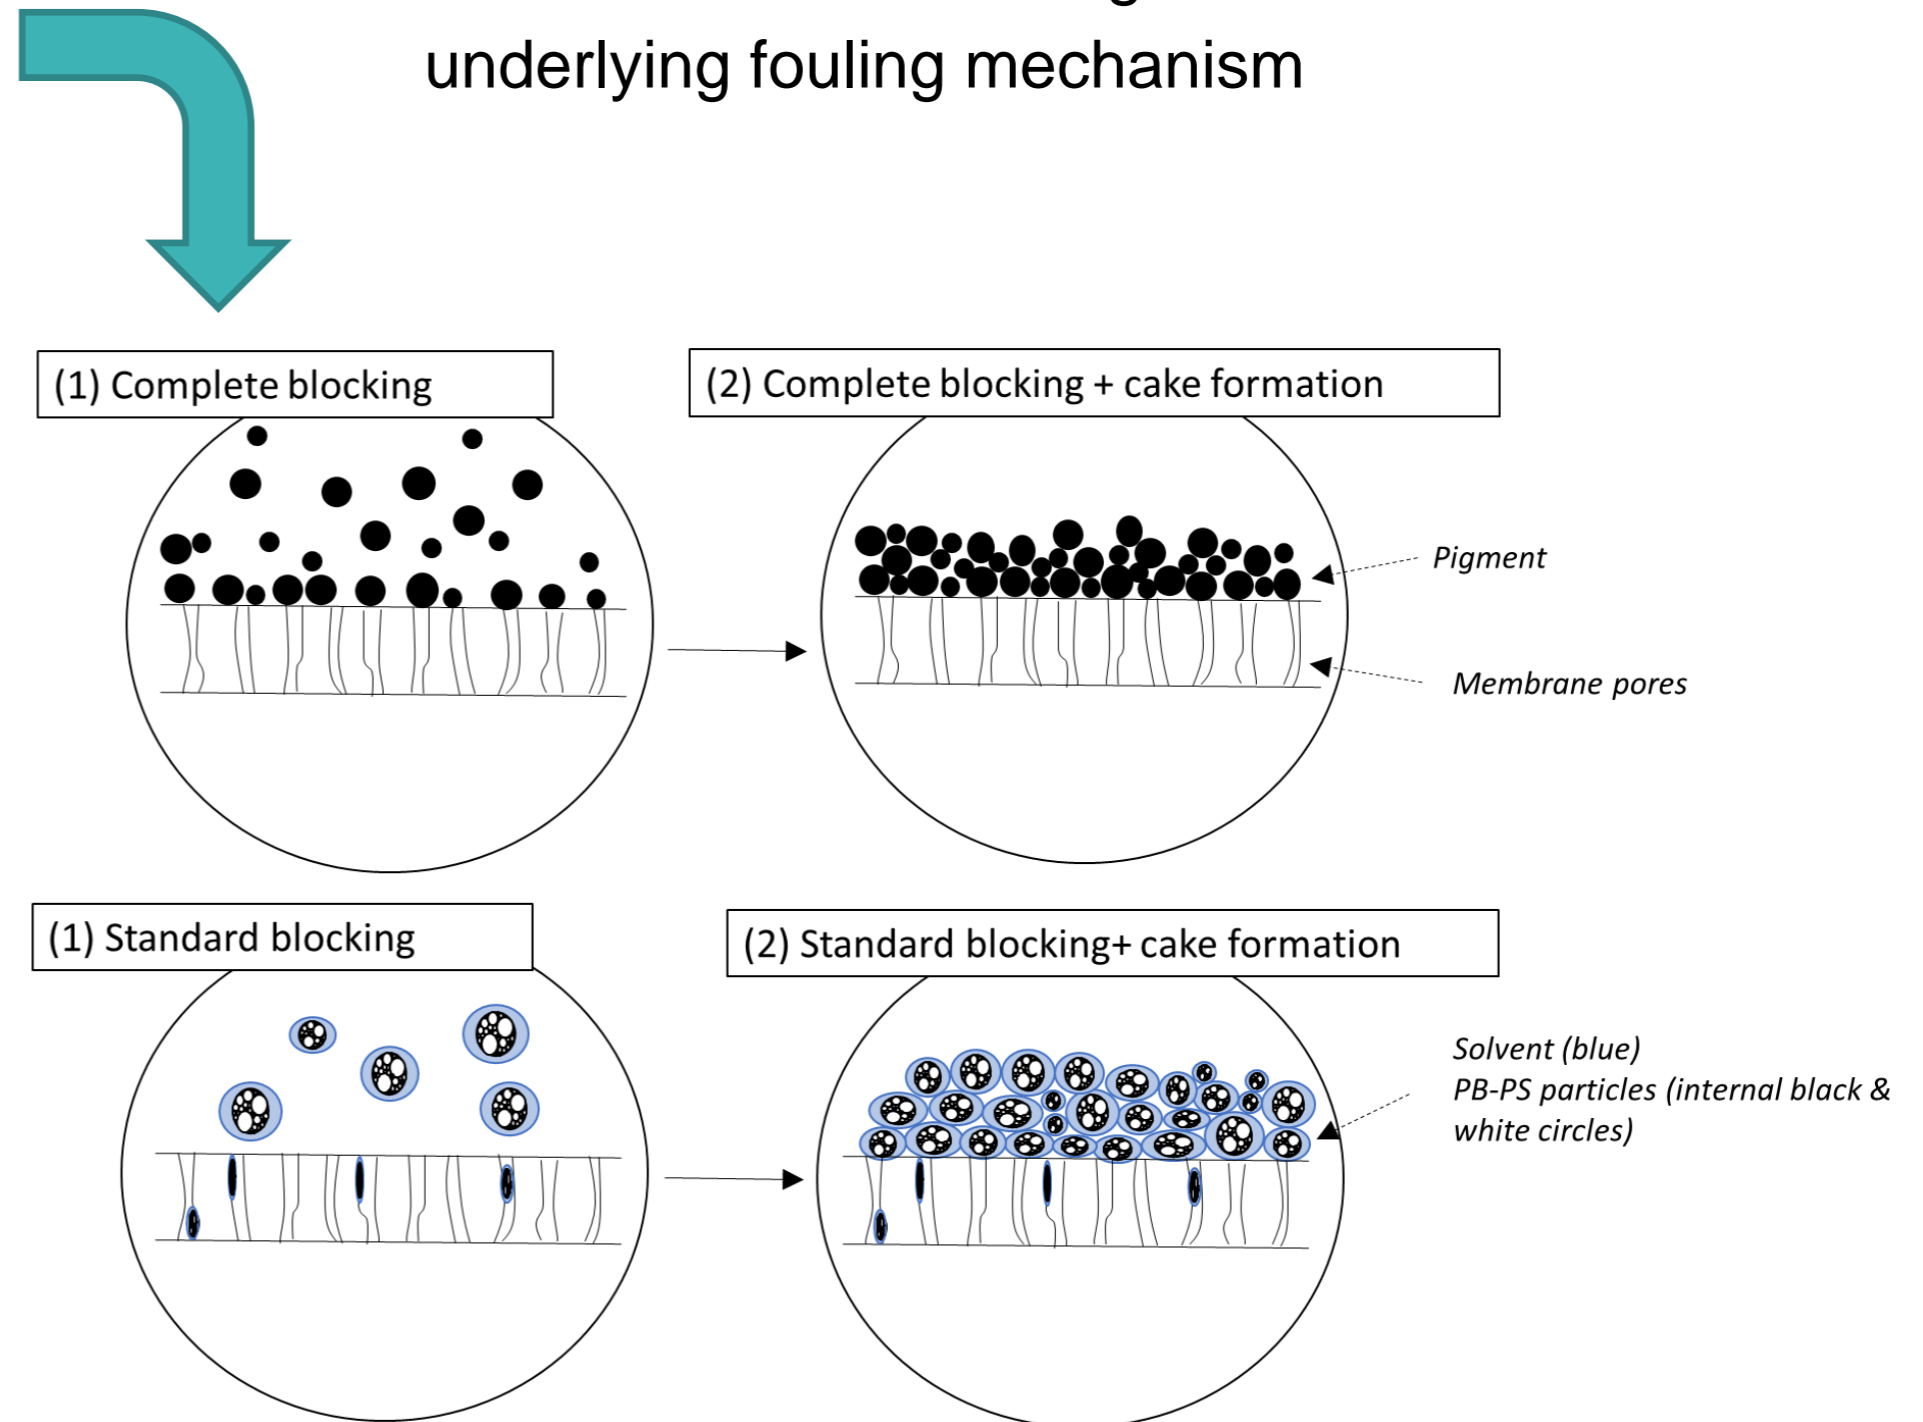 underlying fouling mechanism
(1) Complete blocking
(2) Complete blocking + cake formation
Pigment
Membrane pores
(1) Standard blocking
(2) Standard blocking+ cake formation
Solvent (blue)
PB-PS particles (internal black &
white circles)